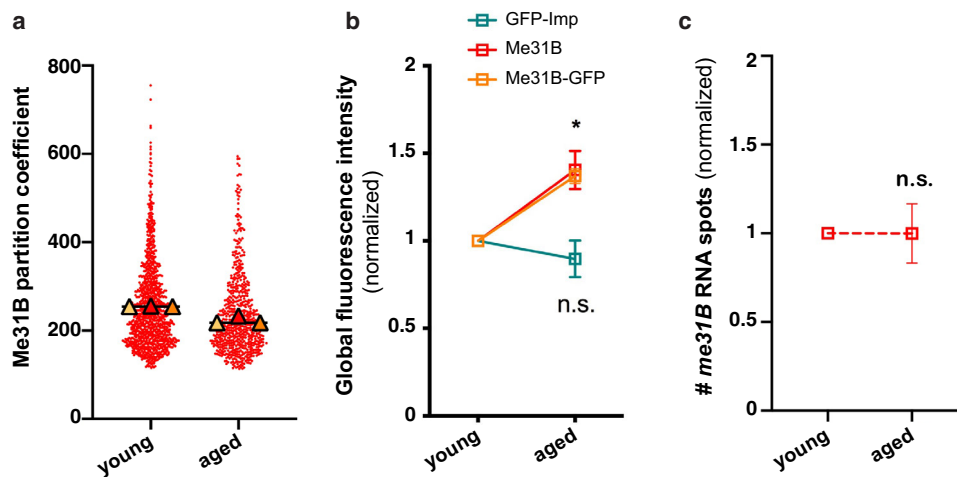 a
Me31B partition coefficient
800
600
400
200
0
young
aged
b
GFP-Imp
Me31B
Me31B-GFP
Global fluuorescence intensity
(normalized)
2
1.5
1
0.5
0
*
n.s.
young
aged
c
# me31B RNA spots (normalized)
2
1.5
1
0.5
0
n.s.
young
aged